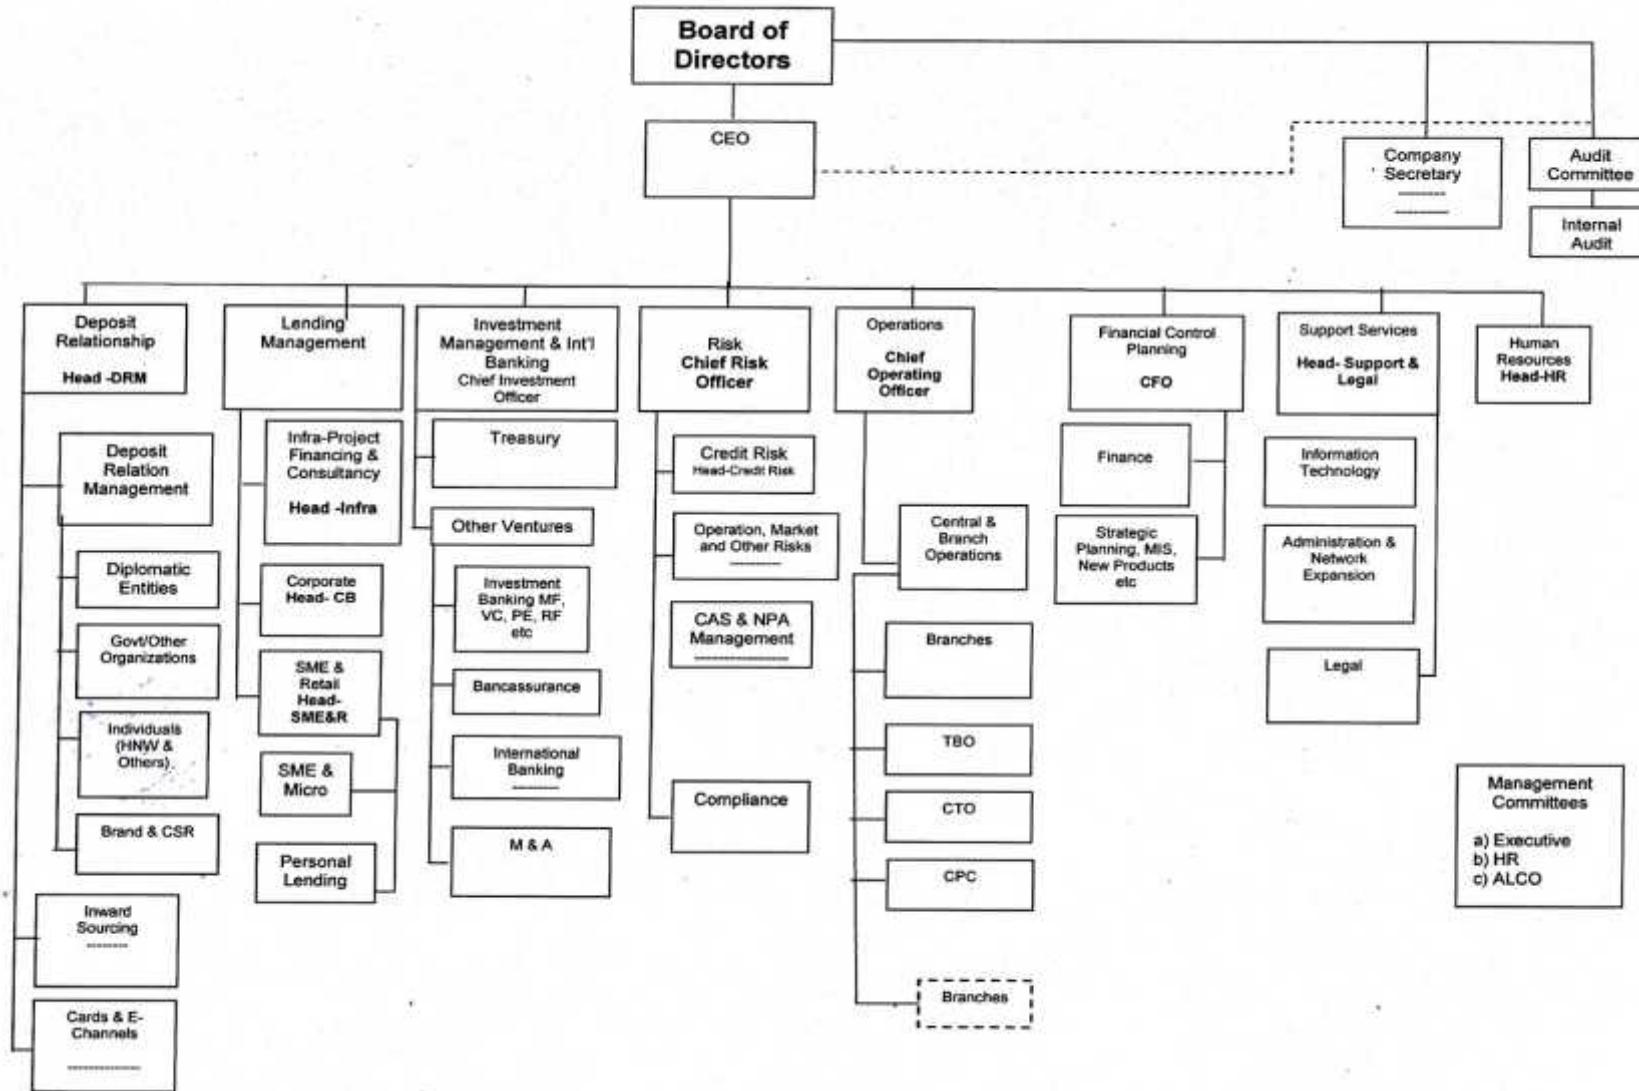 Board of
Directors
CEO
Company
Secretary
--------
---------
Audit
Committee
Internal
Audit
Deposit
Relationship
Head -DRM
Lending
Management
Investment
Management & Int'l
Banking
Chief Investment
Officer
Risk
Chief Risk
Officer
Operations
Chief
Operating
Officer
Financial Control
Planning
CFO
Support Services
Head- Support &
Legal
Human
Resources
Head-HR
Deposit
Relation
Management
Diplomatic
Entities
Govt/Other
Organizations
Individuals
(HNW &
Others)
Brand & CSR
Inward
Sourcing
--------
Cards & E-
Channels
--------------
Infra-Project
Financing &
Consultancy
Head -Infra
Corporate
Head- CB
SME &
Retail
Head-
SME&R
SME &
Micro
Personal
Lending
Treasury
Other Ventures
Investment
Banking MF,
VC, PE, RF
etc
Bancassurance
International
Banking
---------
M & A
Credit Risk
Head-Credit Risk
Operation, Market
and Other Risks
----------
CAS & NPA
Management
------------------
Compliance
Central &
Branch
Operations
Branches
TBO
CTO
CPC
Branches
Finance
Strategic
Planning, MIS,
New Products
etc
Information
Technology
Administration &
Network
Expansion
Legal
Management
Committees
a) Executive
b) HR
c) ALCO